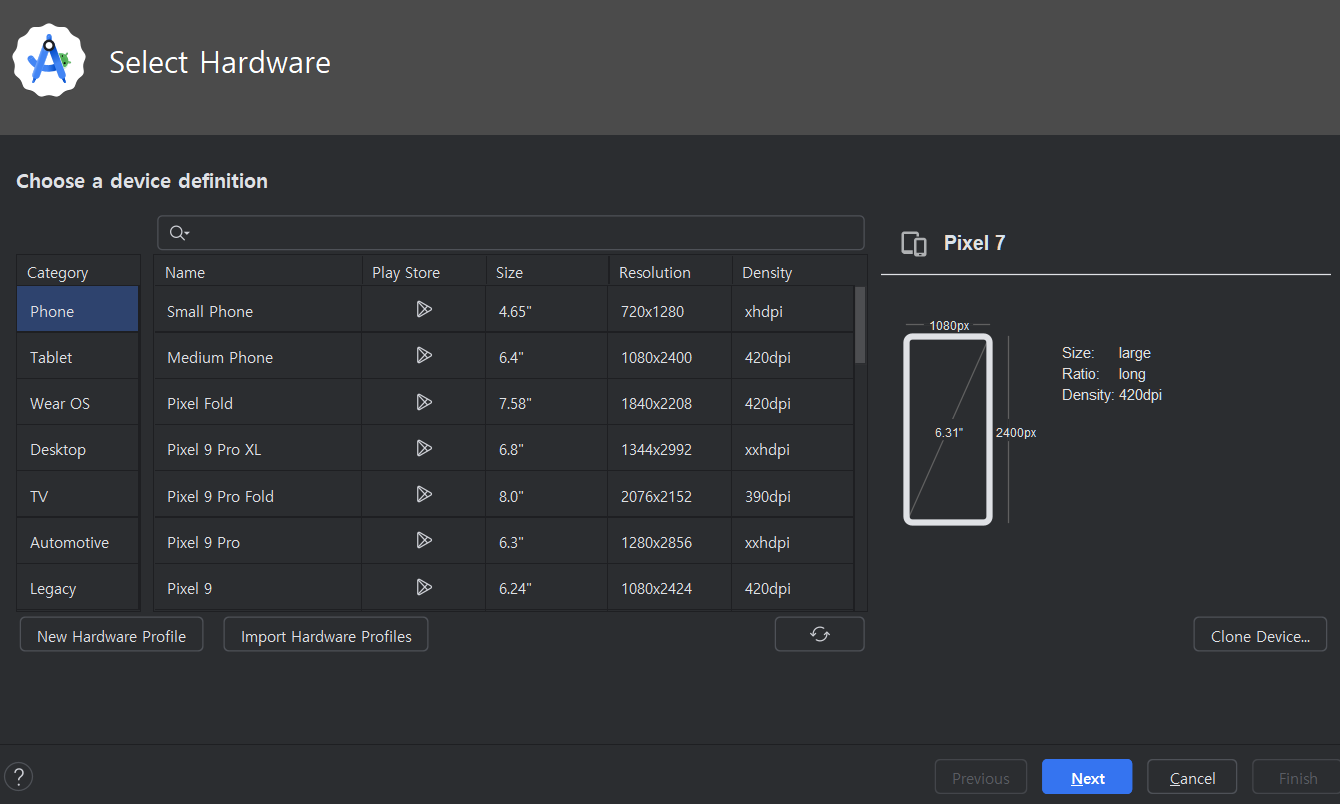 Select Hardware
Choose a device definition
Category
Phone
Tablet
Wear OS
Desktop
TV
Automotive
Legacy
Name Play Store Size Resolution Density
Small Phone 4.65" 720x1280 xhdpi
Medium Phone 6.4" 1080x2400 420dpi
Pixel Fold 7.58" 1840x2208 420dpi
Pixel 9 Pro XL 6.8" 1344x2992 xxhdpi
Pixel 9 Pro Fold 8.0" 2076x2152 390dpi
Pixel 9 Pro 6.3" 1280x2856 xxhdpi
Pixel 9 6.24" 1080x2424 420dpi
New Hardware Profile Import Hardware Profiles
Pixel 7
1080px
6.31"
2400px
Size: large
Ratio: long
Density: 420dpi
Clone Device...
? Previous Next Cancel Finish